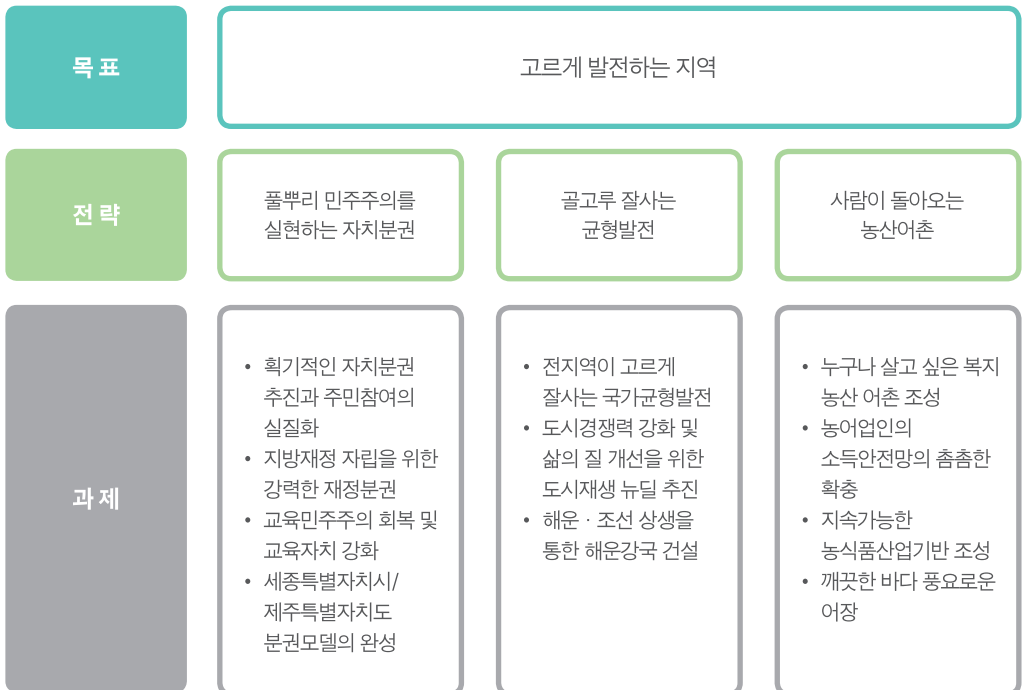 목표
고르게 발전하는 지역
전략
풀뿌리 민주주의를
실현하는 자치분권
골고루 잘사는
균형발전
사람이 돌아오는
농산어촌
과제
• 획기적인 자치분권
추진과 주민참여의
실질화
• 지방재정 자립을 위한
강력한 재정분권
• 교육민주주의 회복 및
교육자치 강화
• 세종특별자치시/
제주특별자치도
분권모델의 완성
• 전지역이 고르게
잘사는 국가균형발전
• 도시경쟁력 강화 및
삶의 질 개선을 위한
도시재생 뉴딜 추진
• 해운·조선 상생을
통한 해운강국 건설
• 누구나 살고 싶은 복지
농산 어촌 조성
• 농어업인의
소득안전망의 촘촘한
확충
• 지속가능한
농식품산업기반 조성
• 깨끗한 바다 풍요로운
어장